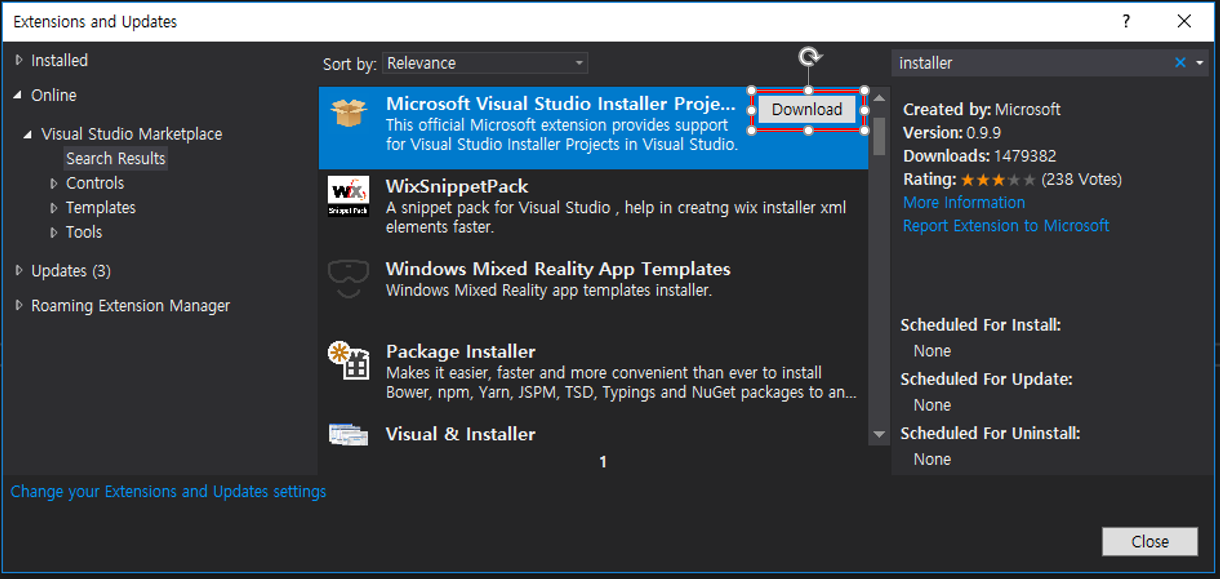 Extensions and Updates
?
Installed
Online
Visual Studio Marketplace
Search Results
Controls
Templates
Tools
Updates (3)
Roaming Extension Manager
Change your Extensions and Updates settings
Sort by: Relevance
Microsoft Visual Studio Installer Proje...
Download
This official Microsoft extension provides support
for Visual Studio Installer Projects in Visual Studio.
WiX
Snippet Pack
WixSnippetPack
A snippet pack for Visual Studio , help in creatng wix installer xml
elements faster.
Windows Mixed Reality App Templates
Windows Mixed Reality app templates installer.
Package Installer
Makes it easier, faster and more convenient than ever to install
Bower, npm, Yarn, JSPM, TSD, Typings and NuGet packages to an...
Visual & Installer
1
installer
Created by: Microsoft
Version: 0.9.9
Downloads: 1479382
Rating: (238 Votes)
More Information
Report Extension to Microsoft
Scheduled For Install:
None
Scheduled For Update:
None
Scheduled For Uninstall:
None
Close